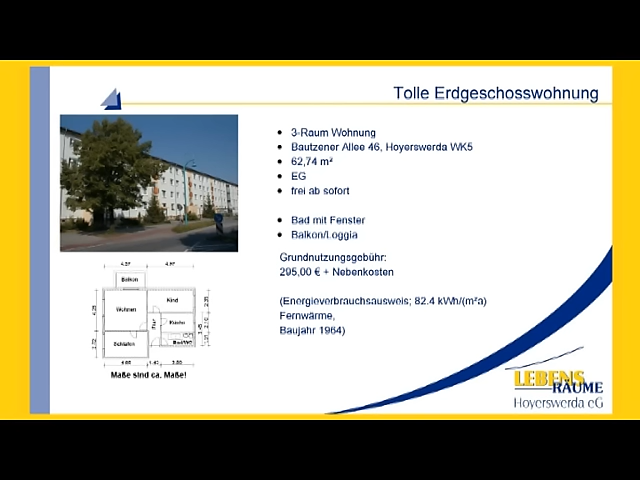 Tolle Erdgeschosswohnung
3-Raum Wohnung
Bautzener Allee 46, Hoyerswerda WK5
62,74 m²
EG
frei ab sofort
Bad mit Fenster
Balkon/Loggia
Grundnutzungsgebühr:
295,00 € + Nebenkosten
(Energieverbrauchsausweis; 82.4 kWh/(m²a)
Fernwärme,
Baujahr 1964)
Balkon
Wohnen
Kind
Flur
Küche
Schlafen
Bad/WC
Maße sind ca. Maße!
LEBENS
RÄUME
Hoyerswerda eG